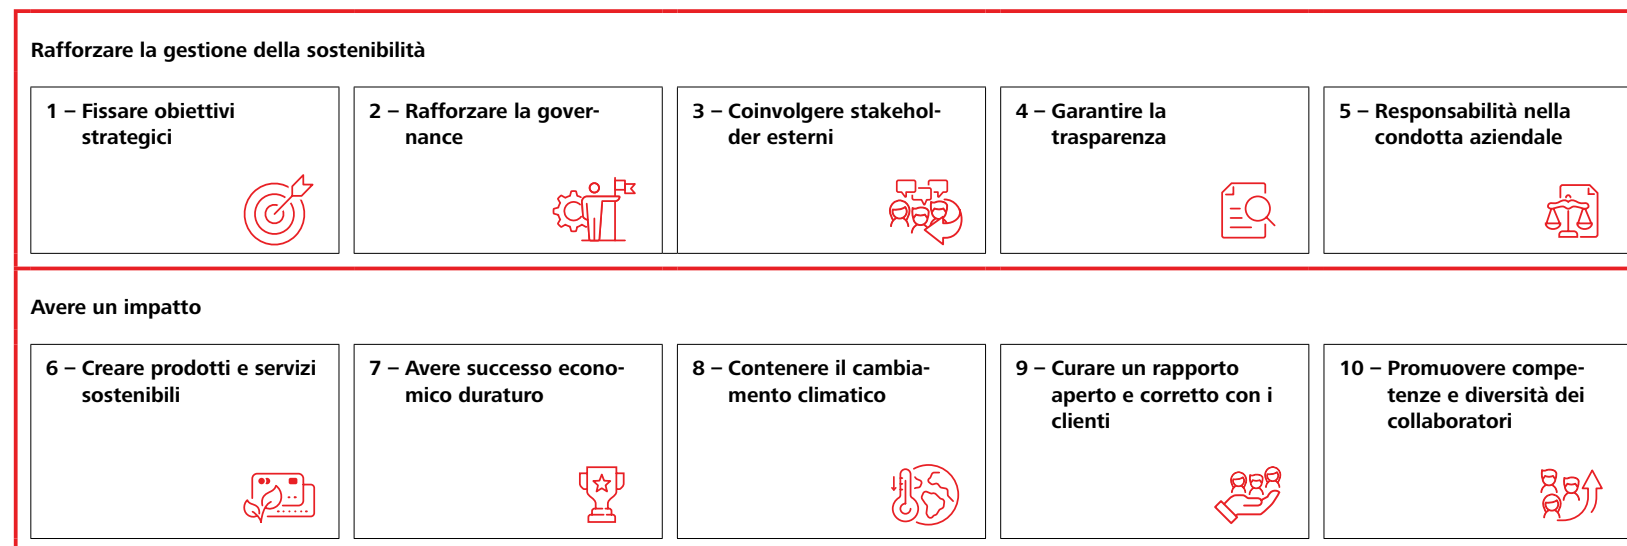 Rafforzare la gestione della sostenibilità
1 – Fissare obiettivi
strategici
2 – Rafforzare la gover-
nance
3 – Coinvolgere stakehol-
der esterni
4 – Garantire la
trasparenza
5 – Responsabilità nella
condotta aziendale
Avere un impatto
6 – Creare prodotti e servizi
sostenibili
7 – Avere successo econo-
mico duraturo
8 – Contenere il cambia-
mento climatico
9 – Curare un rapporto
aperto e corretto con i
clienti
10 – Promuovere compe-
tenze e diversità dei
collaboratori